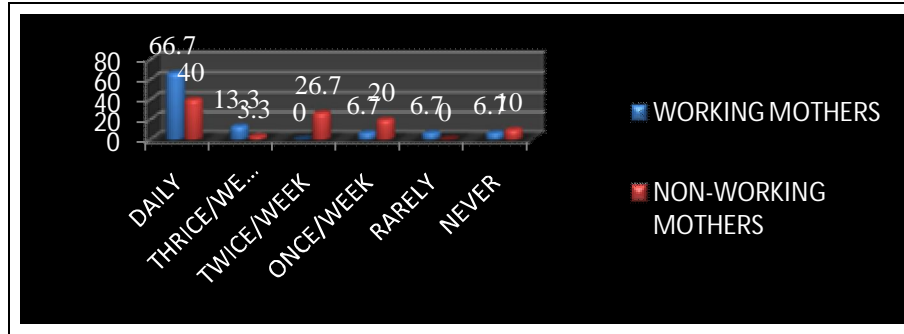 66.7
80
40
26.7
60
13.3
20
40
3.3
0
6.7
6.7
0
6.7
10
20
0
DAILY
THRICE/WE...
TWICE/WEEK
ONCE/WEEK
RARELY
NEVER
WORKING MOTHERS
NON-WORKING
MOTHERS